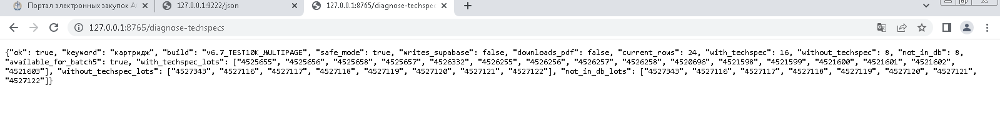 Портал электронных закупок А
127.0.0.1:9222/json
127.0.0.1:8765/diagnose-techspec
127.0.0.1:8765/diagnose-techspecs
{"ok": true, "keyword": "картридж", "build": "v6.7_TEST10K_MULTIPAGE", "safe_mode": true, "writes_supabase": false, "downloads_pdf": false, "current_rows": 24, "with_techspec": 16, "without_techspec": 8, "not_in_db": 8,
"available_for_batch5": true, "with_techspec_lots": ["4525655", "4525656", "4525658", "4525657", "4526332", "4526255", "4526256", "4526257", "4526258", "4520696", "4521598", "4521599", "4521600", "4521601", "4521602",
"4521603"], "without_techspec_lots": ["4527343", "4527116", "4527117", "4527118", "4527119", "4527120", "4527121", "4527122"], "not_in_db_lots": ["4527343", "4527116", "4527117", "4527118", "4527119", "4527120", "4527121",
"4527122"]}